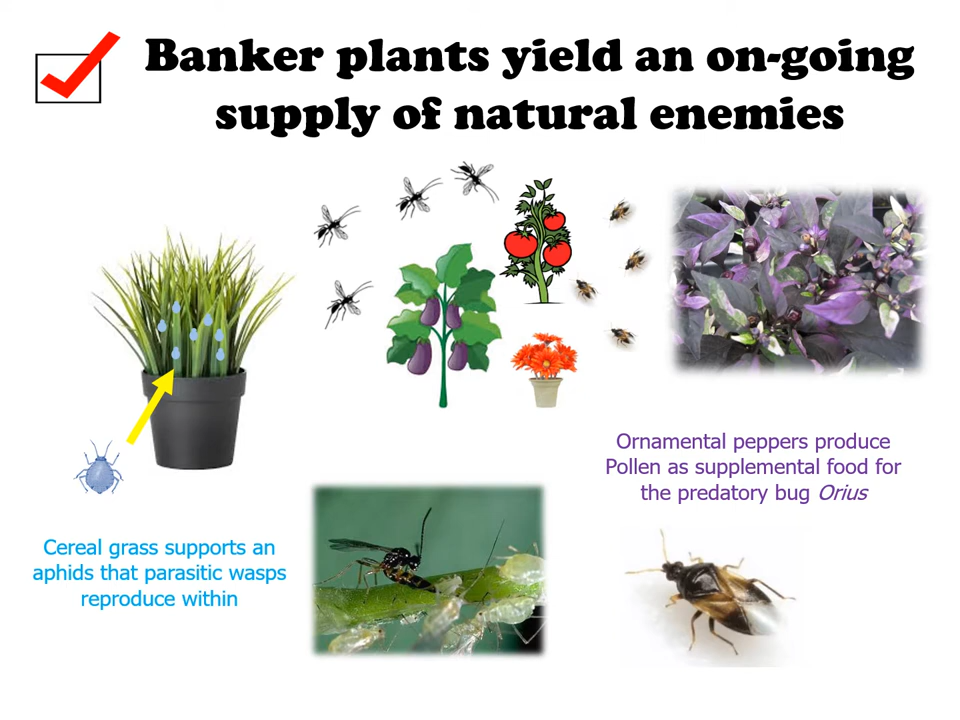 Banker plants yield an on-going
supply of natural enemies
Ornamental peppers produce
Pollen as supplemental food for
the predatory bug Orius
Cereal grass supports an
aphids that parasitic wasps
reproduce within